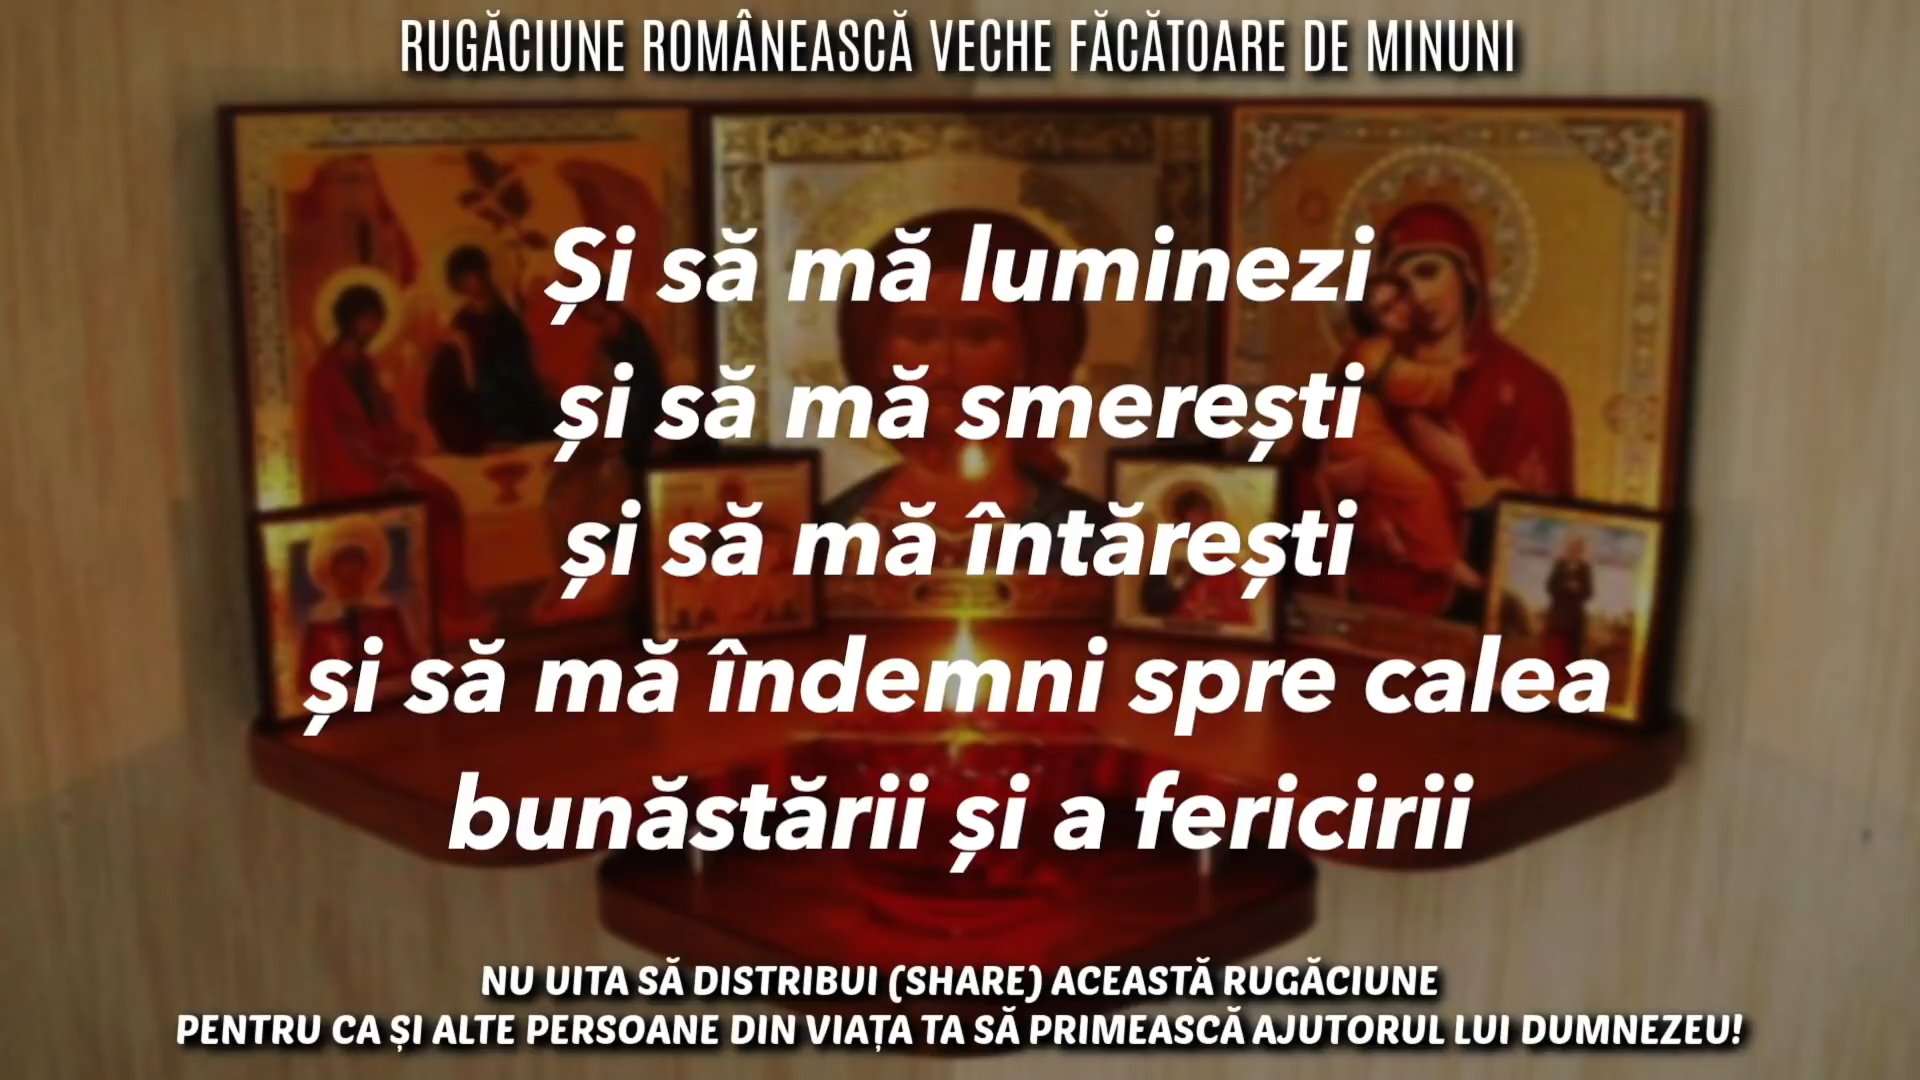 RUGĂCIUNE ROMÂNEASCĂ VECHE FĂCĂTOARE DE MINUNI
Și să mă luminezi
și să mă smerești
și să mă întărești
și să mă îndemni spre calea
bunăstării și a fericirii
NU UITA SĂ DISTRIBUI (SHARE) ACEASTĂ RUGĂCIUNE
PENTRU CA ȘI ALTE PERSOANE DIN VIAȚA TA SĂ PRIMEASCĂ AJUTORUL LUI DUMNEZEU!